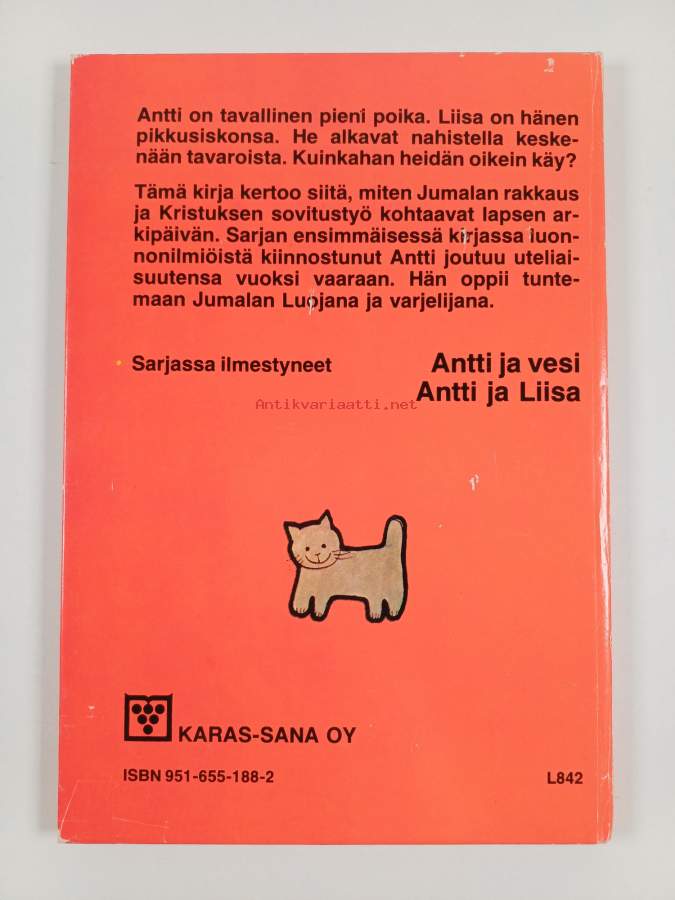 Antti on tavallinen pieni poika. Liisa on hänen
pikkusiskonsa. He alkavat nahistella keske-
nään tavaroista. Kuinkahan heidän oikein käy?
Tämä kirja kertoo siitä, miten Jumalan rakkaus
ja Kristuksen sovitustyö kohtaavat lapsen ar-
kipäivän. Sarjan ensimmäisessä kirjassa luon-
nonilmiöistä kiinnostunut Antti joutuu uteliai-
suutensa vuoksi vaaraan. Hän oppii tunte-
maan Jumalan Luojana ja varjelijana.
Sarjassa ilmestyneet Antti ja vesi
Antti ja Liisa
Antikvariaatti.net
KARAS-SANA OY
ISBN 951-655-188-2 L842